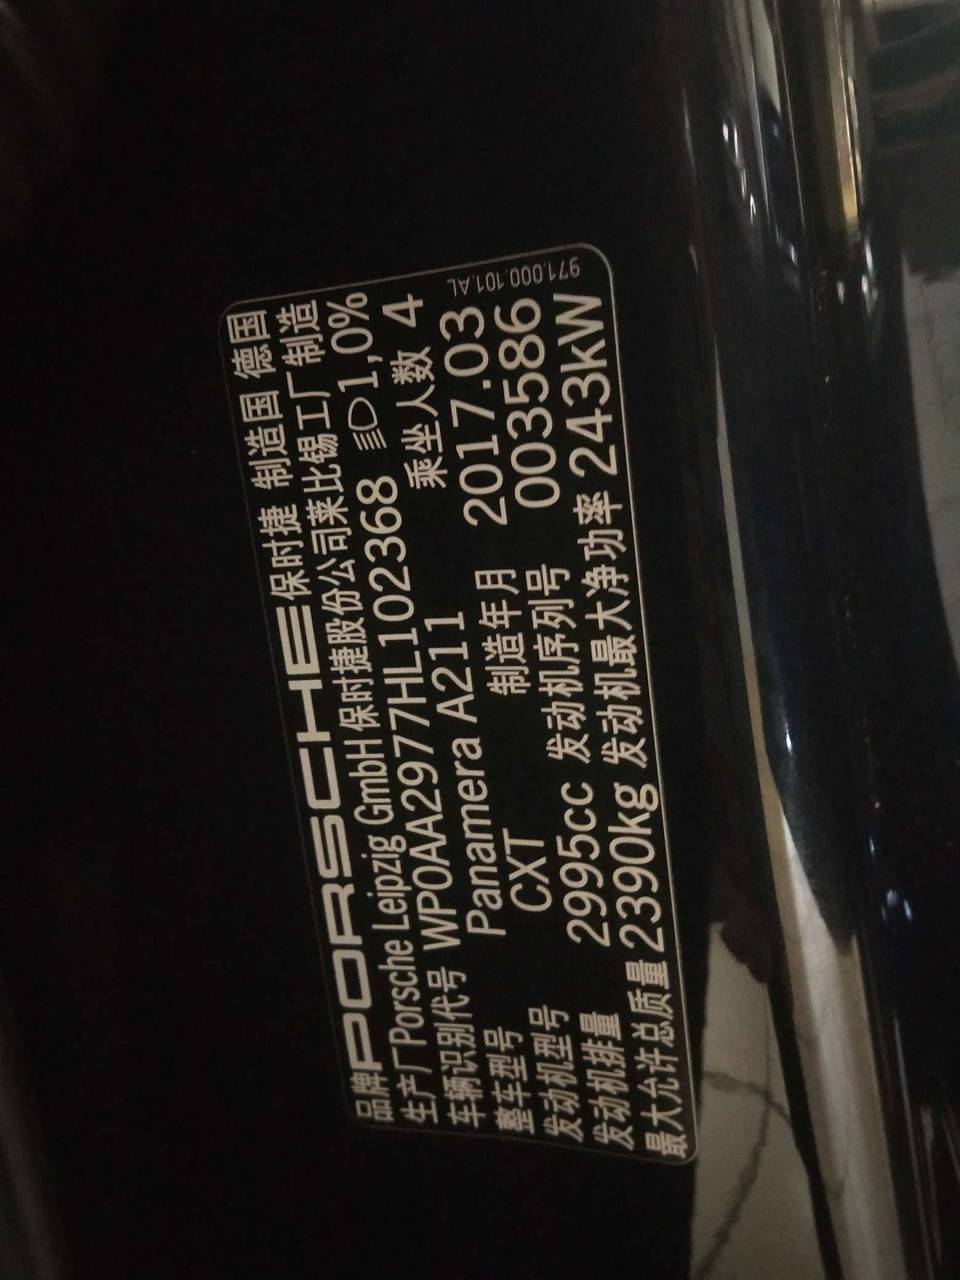 品牌 PORSCHE 保时捷 制造国 德国
生产厂 Porsche Leipzig GmbH 保时捷股份公司莱比锡工厂制造
车辆识别代号 WP0AA2977HL102368 1,0%
整车型号 Panamera A211 乘坐人数 4
发动机型号 CXT 制造年月 2017.03
发动机排量 2995cc 发动机序列号 003586
最大允许总质量 2390kg 发动机最大净功率 243kW
971.000.101.AL